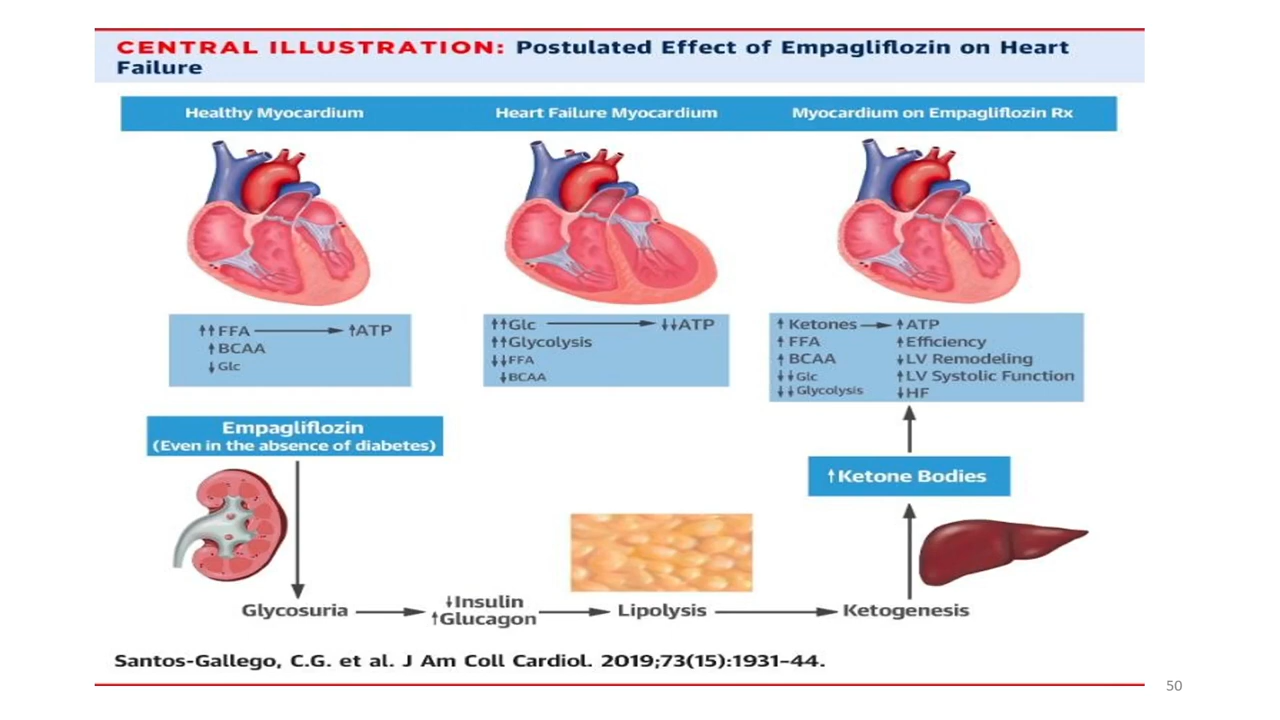 CENTRAL ILLUSTRATION: Postulated Effect of Empagliflozin on Heart
Failure
Healthy Myocardium
Heart Failure Myocardium
Myocardium on Empagliflozin Rx
↑↑FFA → ↑ATP
↑BCAA
↓Glc
↑↑Glc → ↓↓ATP
↑↑Glycolysis
↓↓FFA
↓BCAA
↑Ketones → ↑ATP
↑FFA ↑Efficiency
↑BCAA ↓LV Remodeling
↓↓Glc ↑LV Systolic Function
↓↓Glycolysis ↓HF
Empagliflozin
(Even in the absence of diabetes)
↑Ketone Bodies
Glycosuria
↓Insulin
↑Glucagon
Lipolysis
Ketogenesis
Santos-Gallego, C.G. et al. J Am Coll Cardiol. 2019;73(15):1931–44.
50